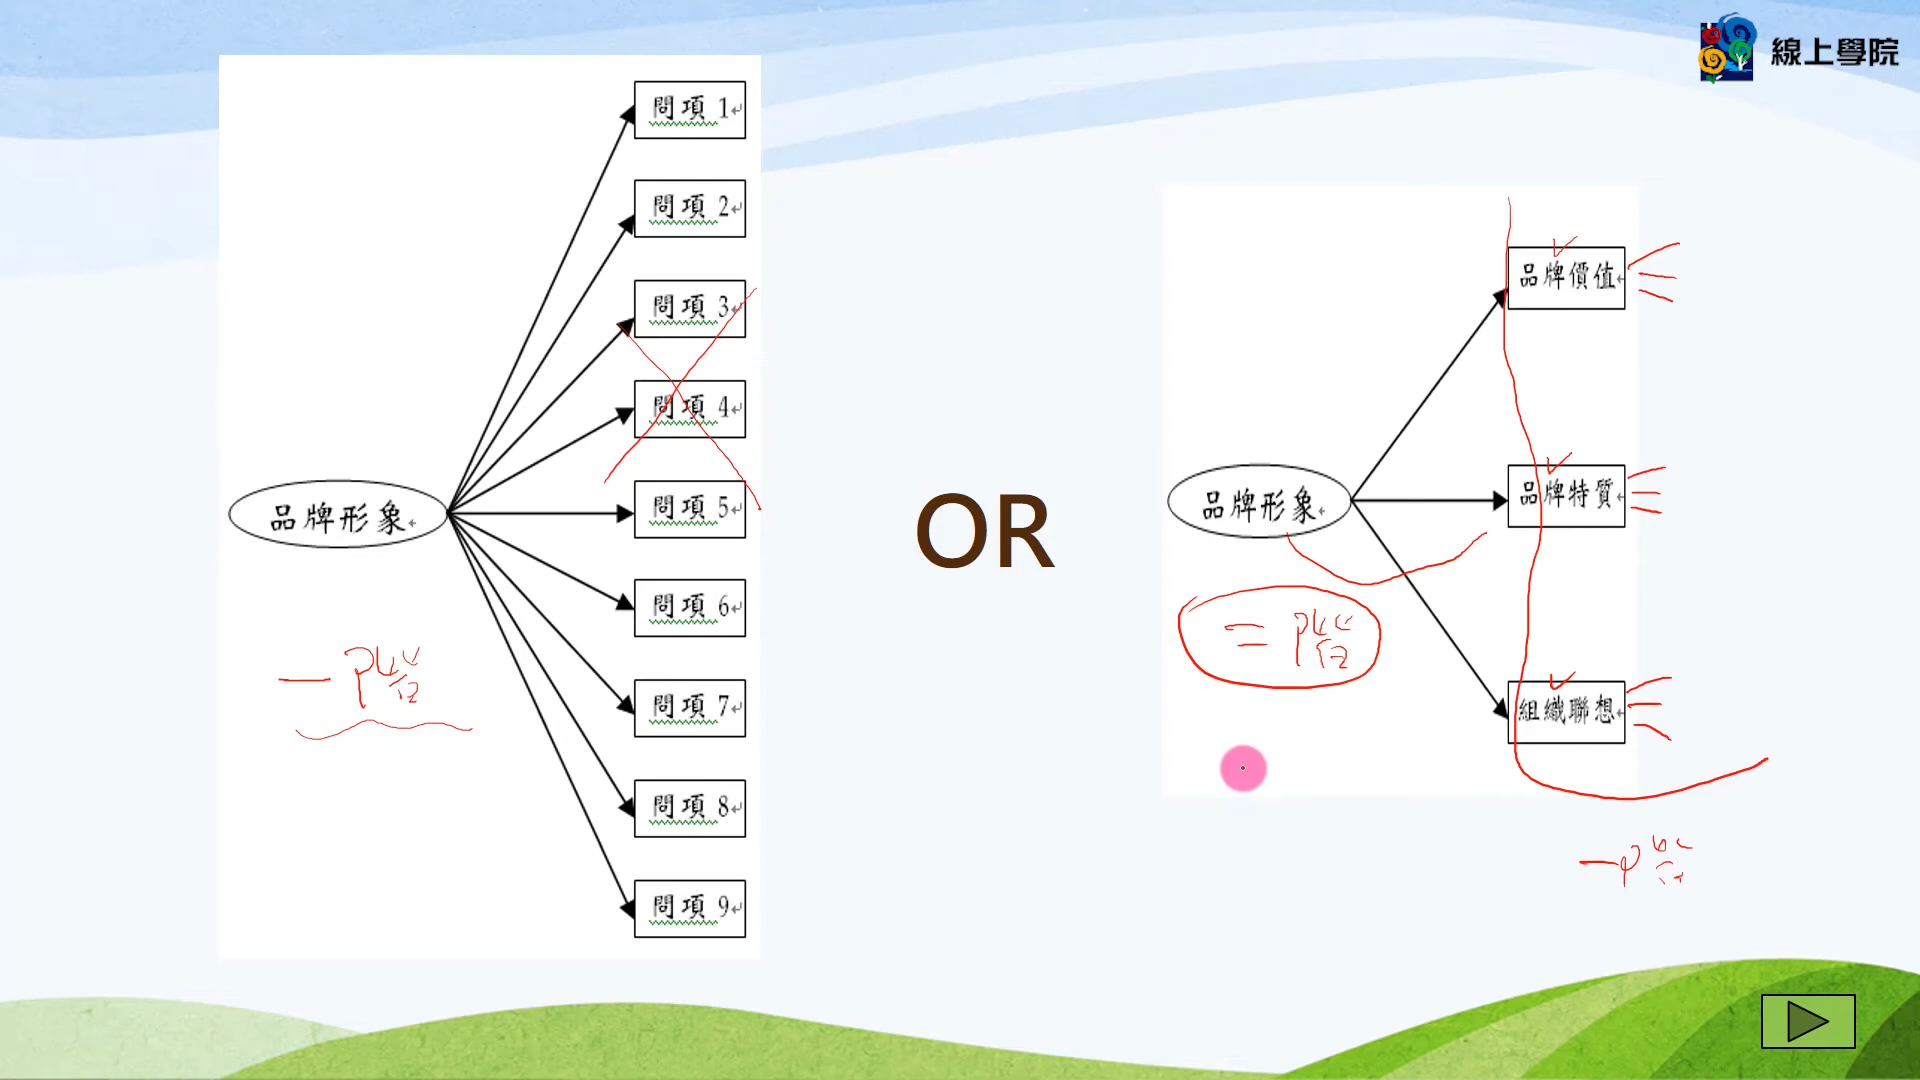 線上學院
問項 1
問項 2
問項 3
問項 4
問項 5
問項 6
問項 7
問項 8
問項 9
品牌形象
一階
OR
品牌形象
品牌價值
品牌特質
組織聯想
二階
一階